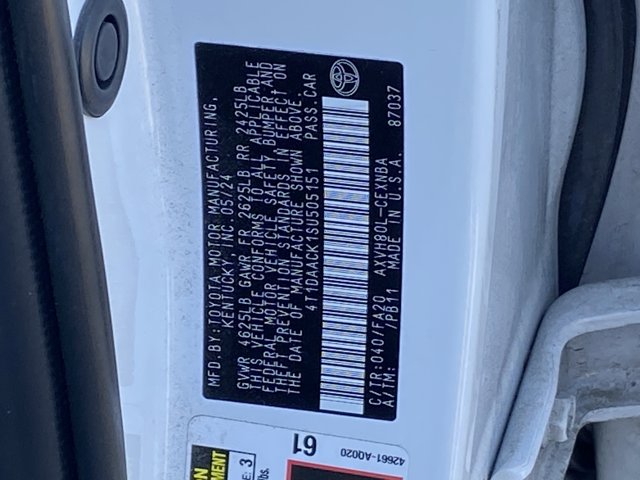 MFD.BY:TOYOTA MOTOR MANUFACTURING,
KENTUCKY, INC. 05/24
GVWR 4625LB GAWR FR 2625LB RR 2425LB
THIS VEHICLE CONFORMS TO ALL APPLICABLE
FEDERAL MOTOR VEHICLE SAFETY, BUMPER, AND
THEFT PREVENTION STANDARDS IN EFFECT ON
THE DATE OF MANUFACTURE SHOWN ABOVE.
4T1DAACK1SU505151 PASS.CAR
C/TR:040/FA20 AXVH80L-CEXNBA
A/TM: /PB11 MADE IN U.S.A. 87037
61
42661-A0020